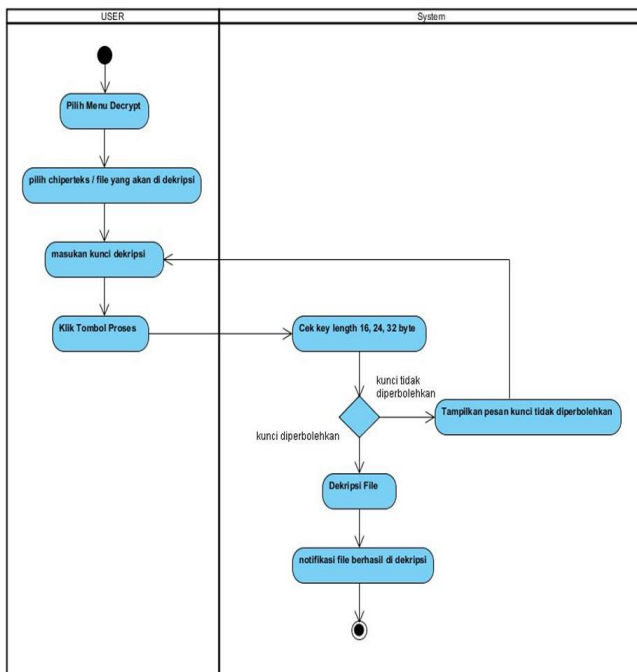 USER
System
Pilih Menu Decrypt
pilih chiperteks / file yang akan di dekripsi
masukan kunci dekripsi
Klik Tombol Proses
Cek key length 16, 24, 32 byte
kunci tidak
diperbolehkan
Tampilkan pesan kunci tidak diperbolehkan
kunci diperbolehkan
Dekripsi File
notifikasi file berhasil di dekripsi